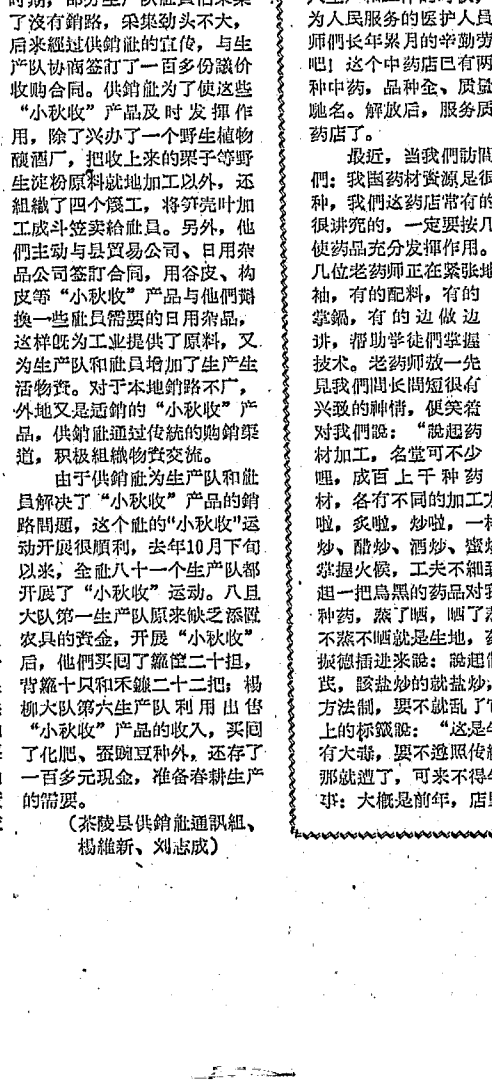 了沒有銷路，采集劲头不大，
后来經过供銷社的宣传，与生
产队协商签訂了一百多份議价
收购合同。供銷社为了使这些
“小秋收”产品及时发揮作
用，除了兴办了一个野生植物
釀酒厂，把收上来的栗子等野
生淀粉原料就地加工以外，还
組織了四个篾工，将笋壳叶加
工成斗笠卖給社員。另外，他
們主动与县貿易公司、日用杂
品公司签訂合同，用谷皮、构
皮等“小秋收”产品与他們調
换一些社員需要的日用杂品，
这样既为工业提供了原料，又
为生产队和社員增加了生产生
活物資。对于本地銷路不广，
外地又是适銷的“小秋收”产
品，供銷社通过传統的购銷渠
道，积极組織物資交流。
由于供銷社为生产队和社
員解决了“小秋收”产品的銷
路問題，这个社的“小秋收”运
动开展很順利，去年10月下旬
以来，全社八十一个生产队都
开展了“小秋收”运动。八且
大队第一生产队原来缺乏添置
农具的資金，开展“小秋收”
后，他們买回了籮筐二十担，
背籮十只和禾鐮二十二把；楊
柳大队第六生产队利用出售
“小秋收”产品的收入，买回
了化肥、蚕豌豆种外，还存了
一百多元现金，准备春耕生产
的需要。
（茶陵县供銷社通訊組、
楊維新、刘志成）
为人民服务的医护人員
师們长年累月的辛勤劳
吧！这个中药店已有两
种中药，品种全、质量
馳名。解放后，服务质
药店了。
最近，当我們訪問
們：我国药材資源是很
种，我們这药店常有的
很讲究的，一定要按几
使药品充分发揮作用。
几位老药师正在紧张地
袖，有的配料，有的
掌鍋，有的边做边
讲，帮助学徒們掌握
技术。老药师放一先
見我們問长問短很有
兴致的神情，便笑着
对我們說：“說起药
材加工，名堂可不少
哩，成百上千种药
材，各有不同的加工方
啦，炙啦，炒啦，一样
炒、醋炒、酒炒、蜜炒
掌握火候，工夫不細到
起一把烏黑的药品对我
种药，蒸了晒，晒了蒸
不蒸不晒就是生地，药
振德插进来說：說起制
芪，該盐炒的就盐炒，
方法制，要不就乱了
上的标籤說：“这是生
有大毒，要不遵照传統
那就遭了，可来不得半
事：大概是前年，店里